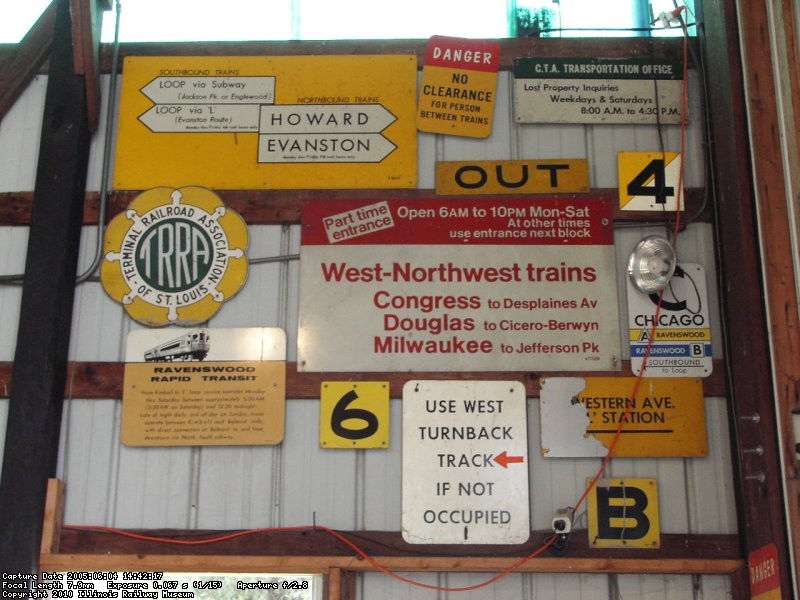 SOUTHBOUND TRAINS
LOOP via Subway
(Jackson Pk. or Englewood)
LOOP via 'L'
(Evanston Route)
NORTHBOUND TRAINS
HOWARD
EVANSTON
DANGER
NO
CLEARANCE
FOR PERSON
BETWEEN TRAINS
C.T.A. TRANSPORTATION OFFICE
Lost Property Inquiries
Weekdays & Saturdays
8:00 A.M. to 4:30 P.M.
OUT
4
TERMINAL RAILROAD ASSOCIATION
OF ST. LOUIS
TRRA
Part time
entrance
Open 6AM to 10PM Mon-Sat
At other times
use entrance next block
West-Northwest trains
Congress to Desplaines Av
Douglas to Cicero-Berwyn
Milwaukee to Jefferson Pk
C
CHICAGO
A RAVENSWOOD
RAVENSWOOD B
SOUTHBOUND
to Loop
RAVENSWOOD
RAPID TRANSIT
6
USE WEST
TURNBACK
TRACK
IF NOT
OCCUPIED
ESTERN AVE.
L' STATION
B
DANGER
Capture Date 2005:06:04 14:42:17
Focal Length 7.9mm Exposure 0.067 s (1/15) Aperture f/2.8
Copyright 2010 Illinois Railway Museum